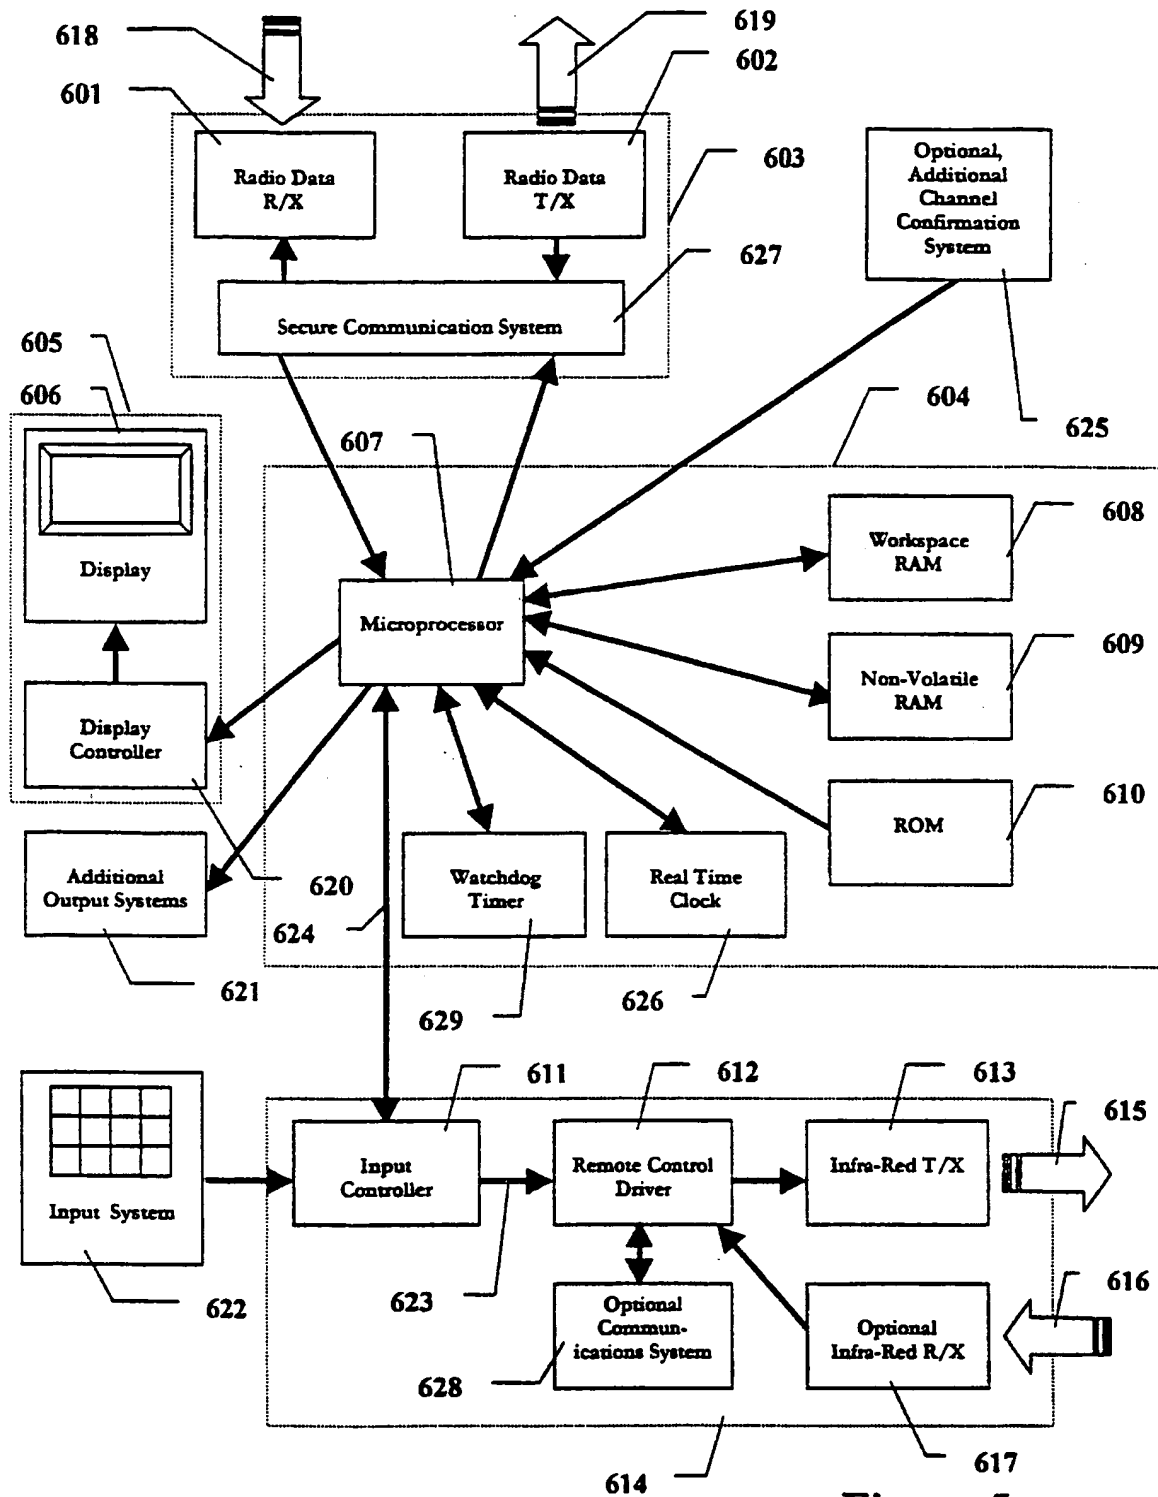 618
619
602
601
Radio Data
R/X
Radio Data
T/X
603
Optional,
Additional
Channel
Confirmation
System
627
Secure Communication System
605
606
604
625
607
608
Workspace
RAM
Display
Microprocessor
609
Non-Volatile
RAM
Display
Controller
610
ROM
Additional
Output Systems
620
Watchdog
Timer
Real Time
Clock
624
621
626
629
611
612
613
615
Input
Controller
Remote Control
Driver
Infra-Red T/X
Input System
622
623
616
Optional
Commun-
ications System
Optional
Infra-Red R/X
628
617
614